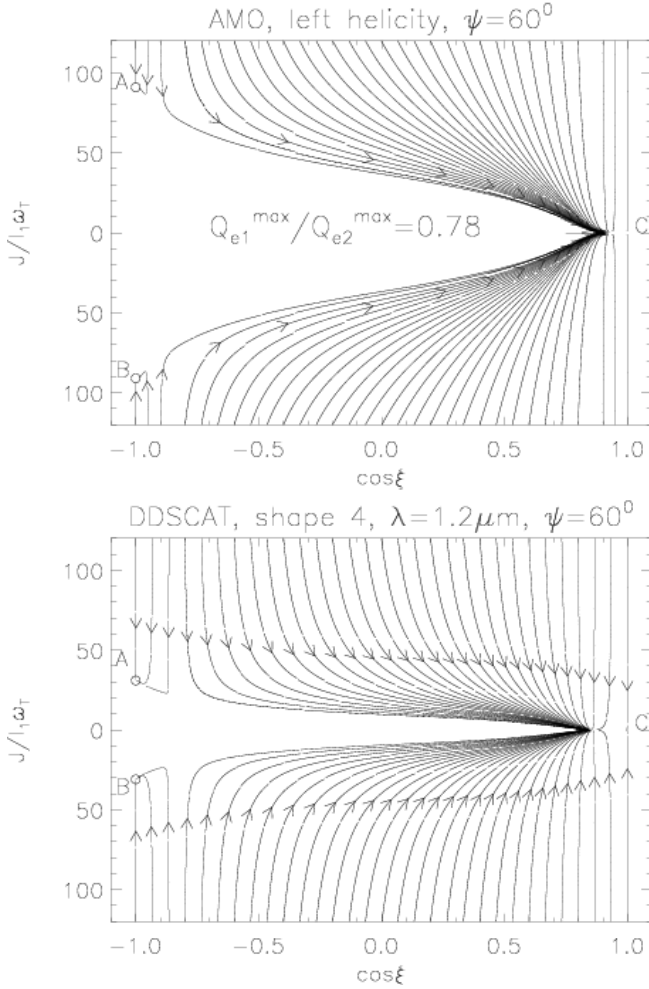 AMO, left helicity, ψ=60⁰
100
A
50
J/I₁ω_T
Q_e1^max/Q_e2^max=0.78
0
C
50
B
100
-1.0 -0.5 0.0 0.5 1.0
cosξ
DDSCAT, shape 4, λ=1.2μm, ψ=60⁰
100
50
A
J/I₁ω_T
0
C
B
50
100
-1.0 -0.5 0.0 0.5 1.0
cosξ